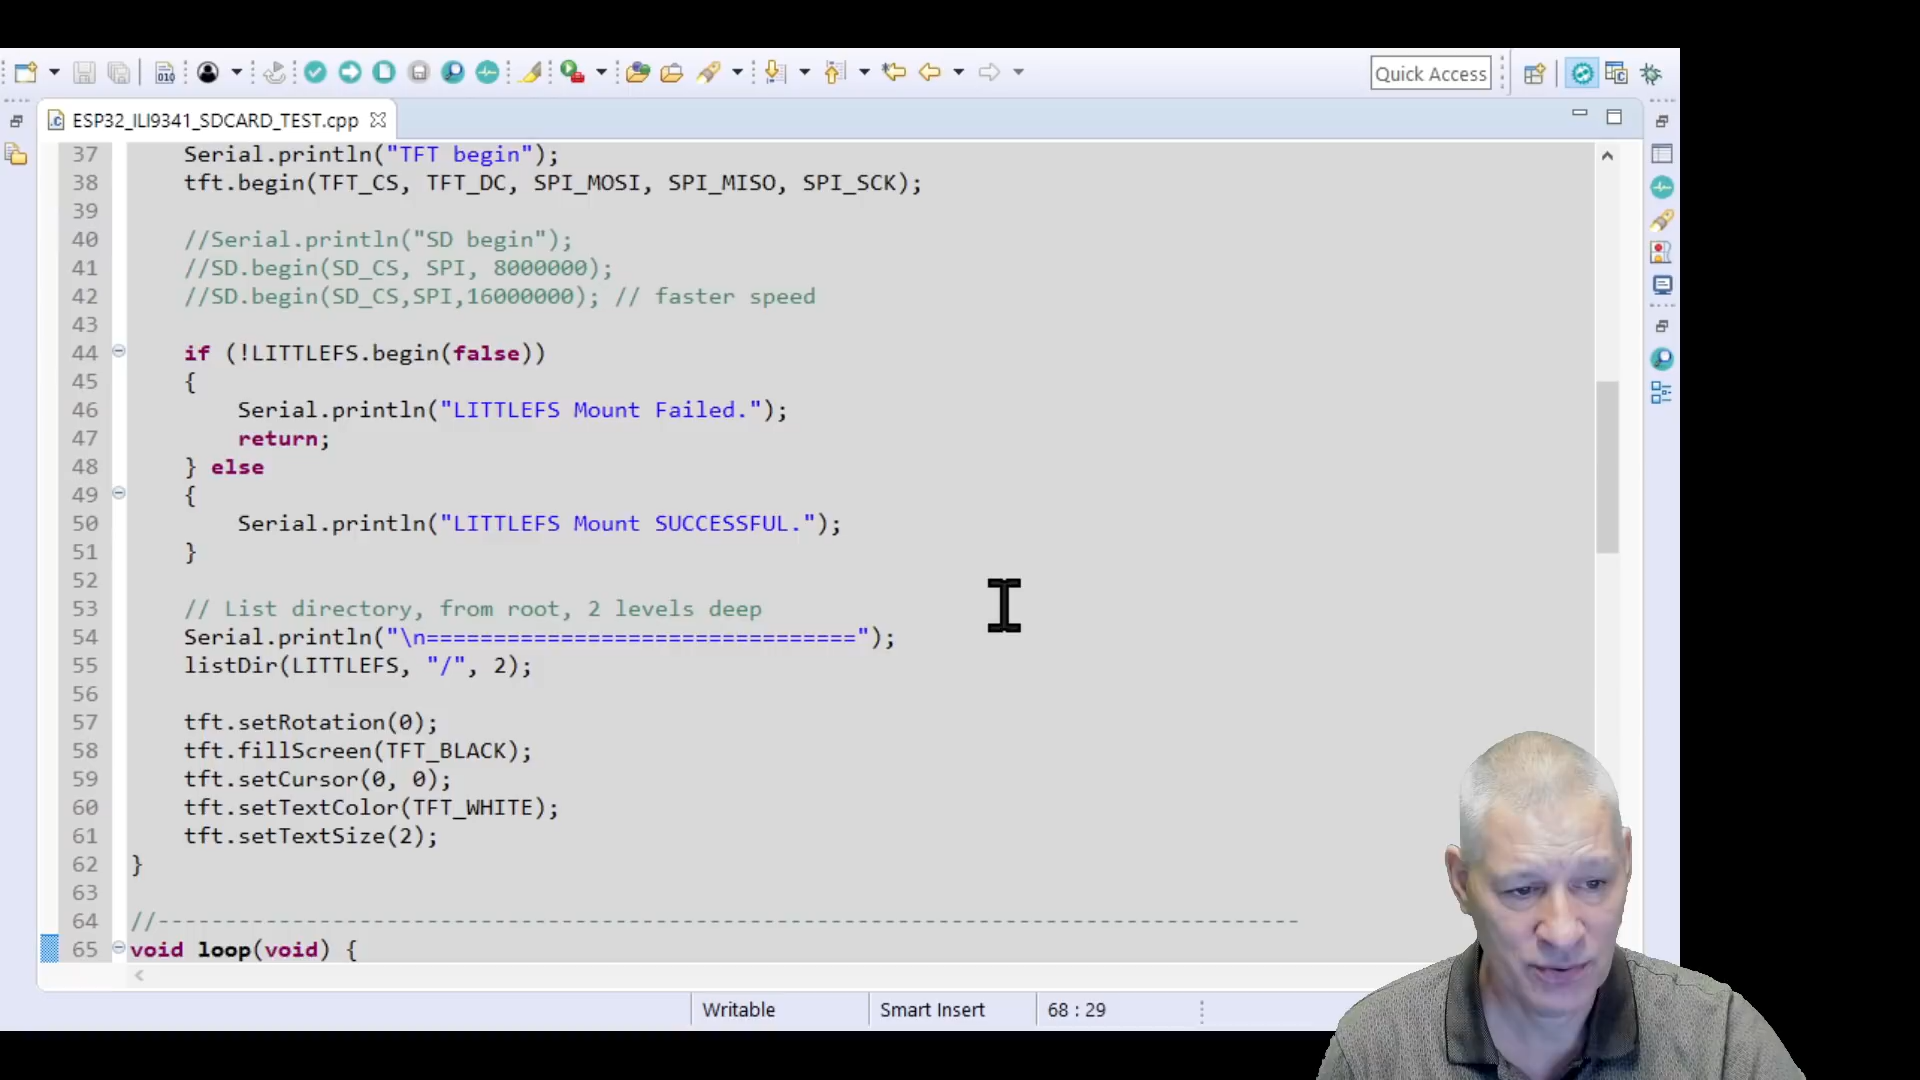 Quick Access
ESP32_ILI9341_SDCARD_TEST.cpp
37 Serial.println("TFT begin");
38 tft.begin(TFT_CS, TFT_DC, SPI_MOSI, SPI_MISO, SPI_SCK);
39
40 //Serial.println("SD begin");
41 //SD.begin(SD_CS, SPI, 8000000);
42 //SD.begin(SD_CS,SPI,16000000); // faster speed
43
44 if (!LITTLEFS.begin(false))
45 {
46 Serial.println("LITTLEFS Mount Failed.");
47 return;
48 } else
49 {
50 Serial.println("LITTLEFS Mount SUCCESSFUL.");
51 }
52
53 // List directory, from root, 2 levels deep
54 Serial.println("\n================================");
55 listDir(LITTLEFS, "/", 2);
56
57 tft.setRotation(0);
58 tft.fillScreen(TFT_BLACK);
59 tft.setCursor(0, 0);
60 tft.setTextColor(TFT_WHITE);
61 tft.setTextSize(2);
62 }
63
64 //-------------------------------------------------------------------------------------
65 void loop(void) {
Writable Smart Insert 68 : 29